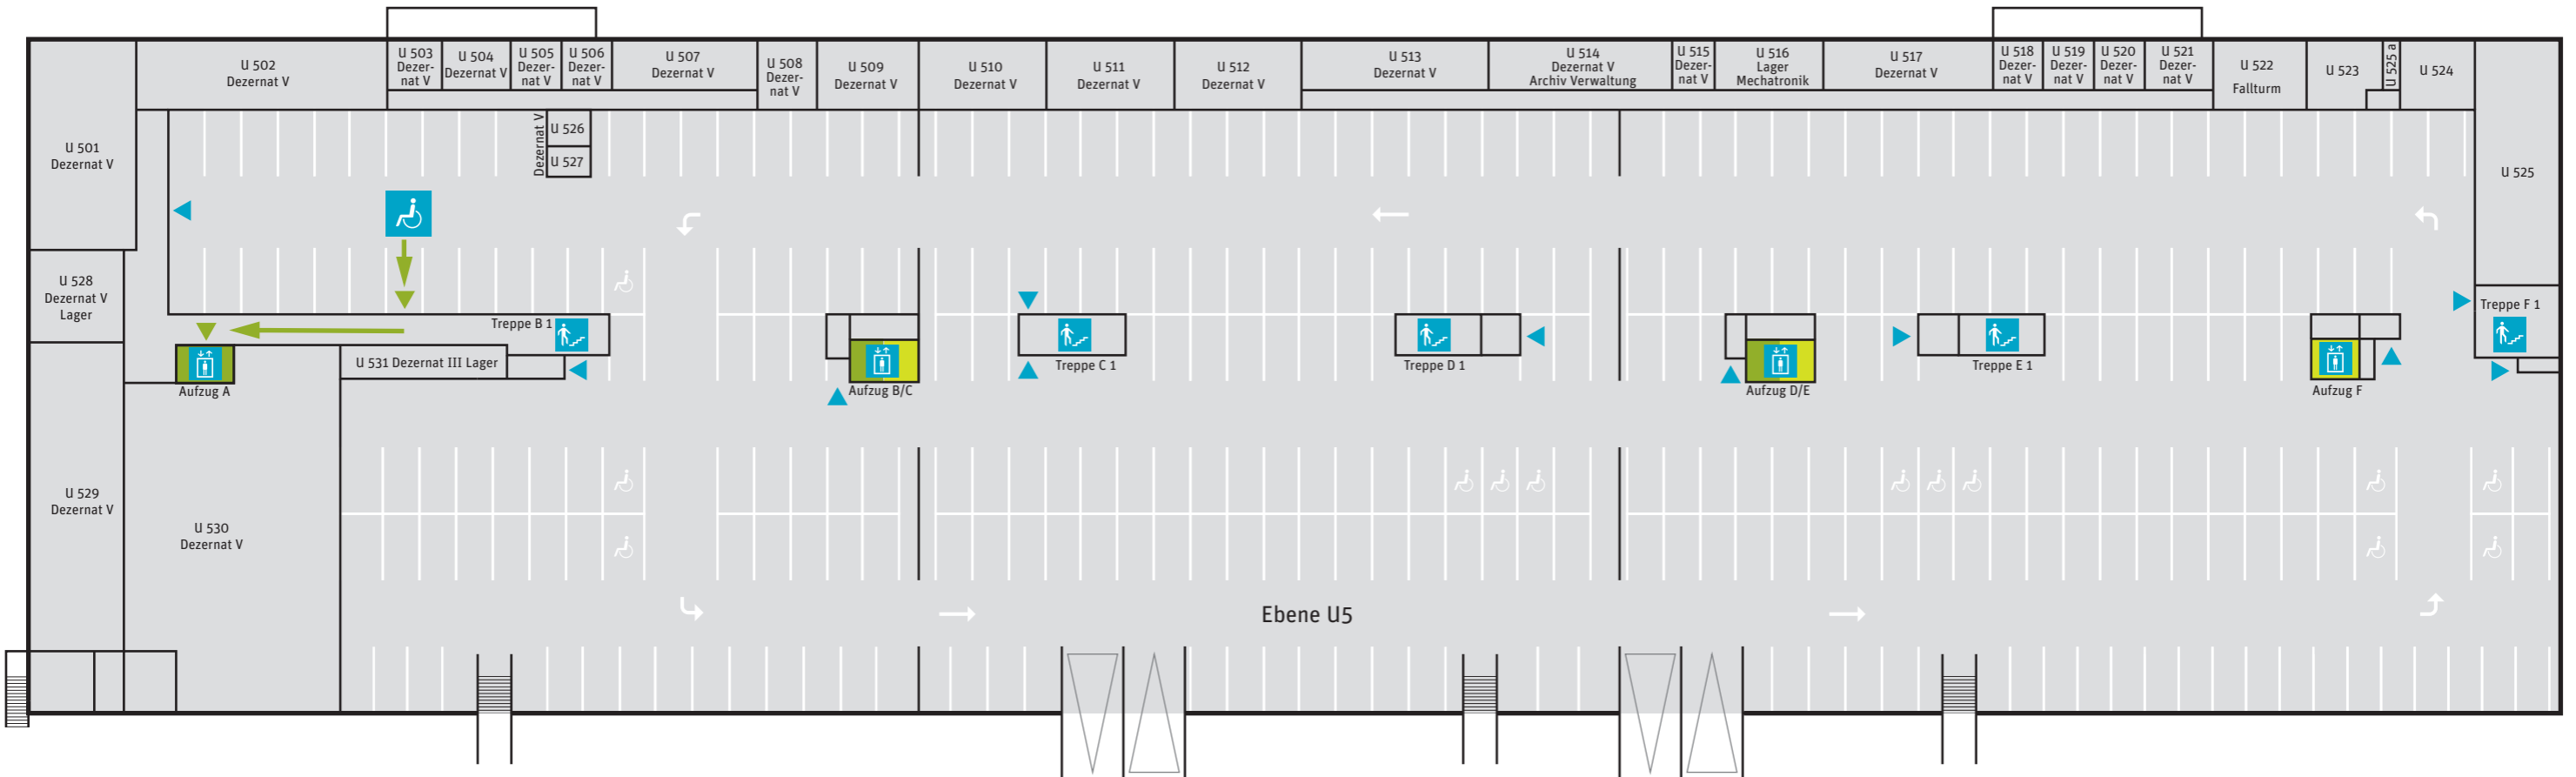 U 501
Dezernat V
U 502
Dezernat V
U 503
Dezer-
nat V
U 504
Dezernat V
U 505
Dezer-
nat V
U 506
Dezer-
nat V
U 507
Dezernat V
U 508
Dezer-
nat V
U 509
Dezernat V
U 510
Dezernat V
U 511
Dezernat V
U 512
Dezernat V
U 513
Dezernat V
U 514
Dezernat V
Archiv Verwaltung
U 515
Dezer-
nat V
U 516
Lager
Mechatronik
U 517
Dezernat V
U 518
Dezer-
nat V
U 519
Dezer-
nat V
U 520
Dezer-
nat V
U 521
Dezer-
nat V
U 522
Fallturm
U 523
U 525 a
U 524
U 525
Dezernat V
U 526
U 527
U 528
Dezernat V
Lager
Treppe B 1
Treppe F 1
U 531 Dezernat III Lager
Aufzug A
Aufzug B/C
Treppe C 1
Treppe D 1
Aufzug D/E
Treppe E 1
Aufzug F
U 529
Dezernat V
U 530
Dezernat V
Ebene U5